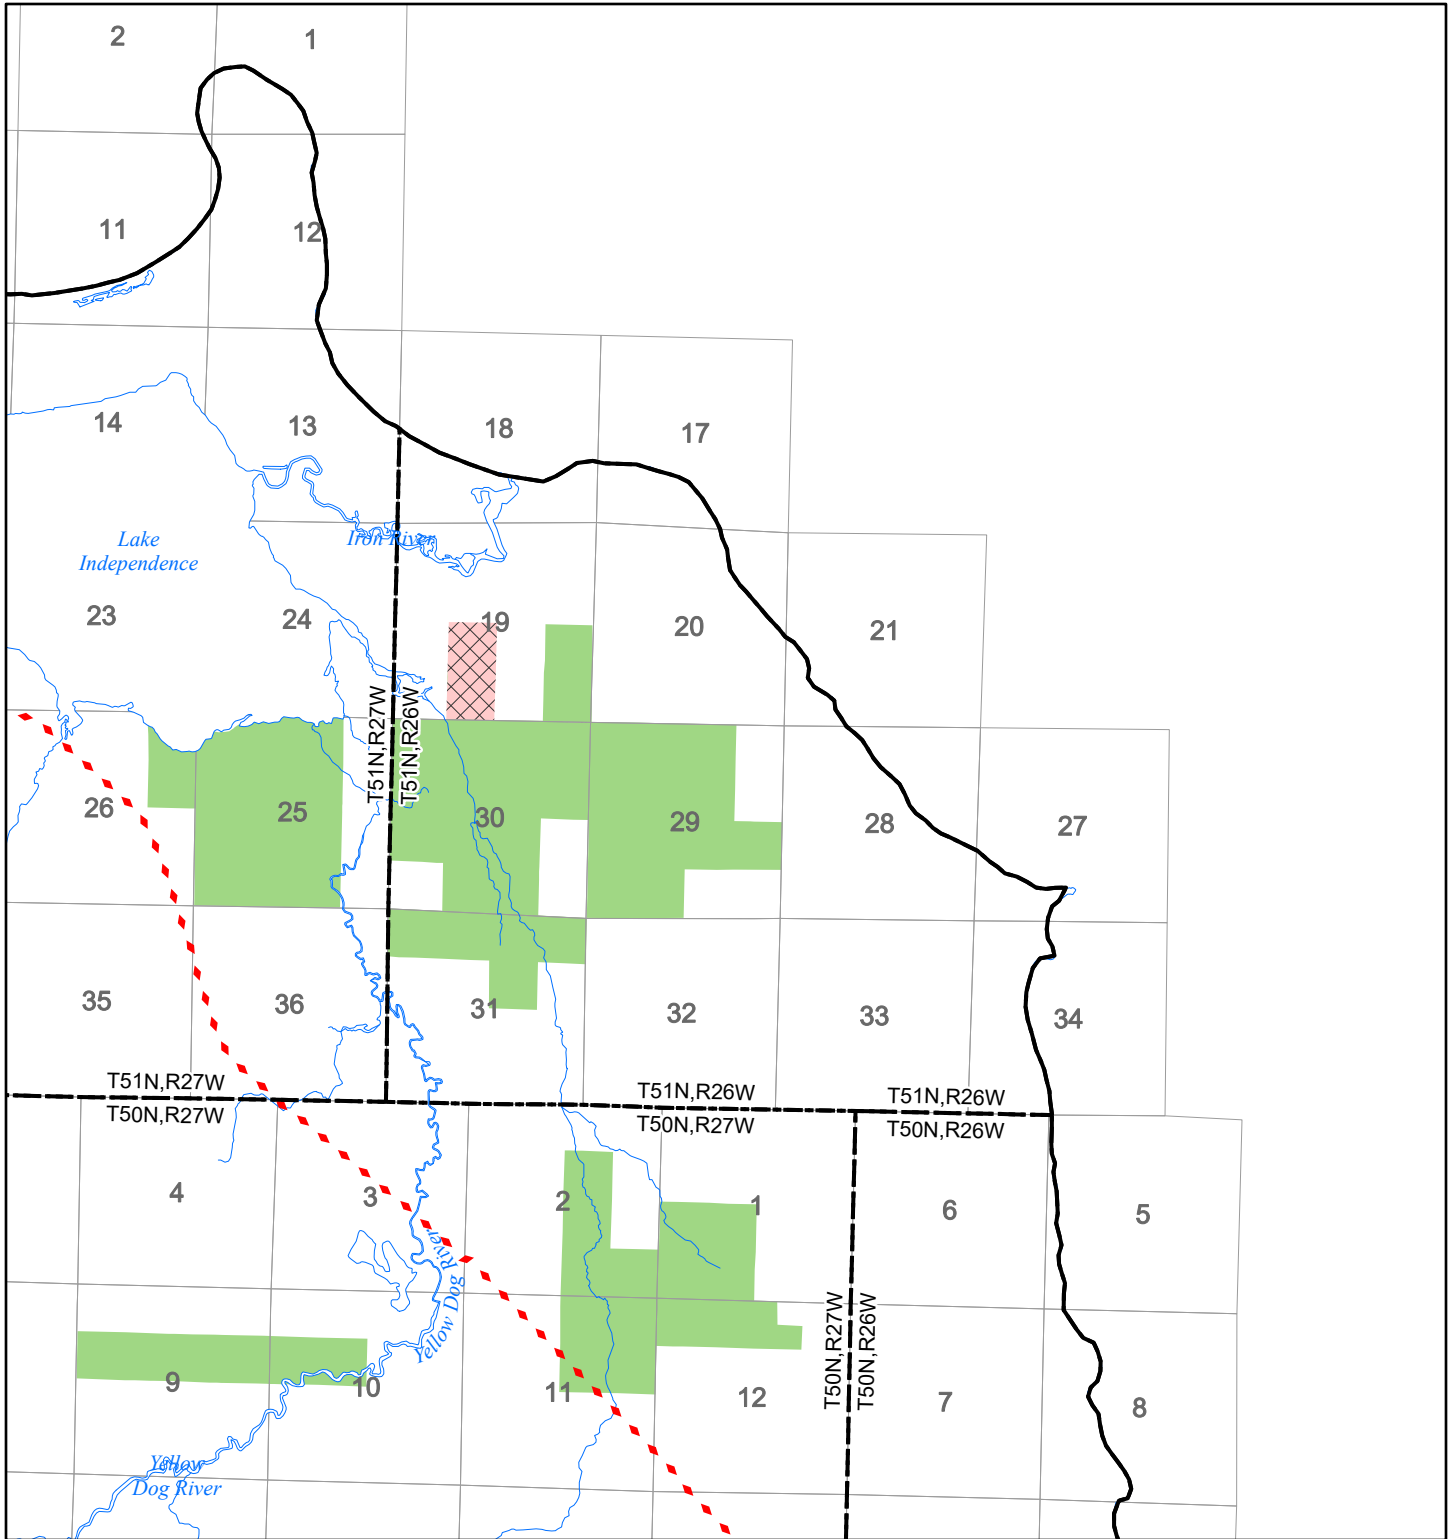 2
1
11
12
14
13
18
17
Lake
Independence
Iron River
23
24
19
20
21
T51N,R27W
T51N,R26W
26
25
30
29
28
27
35
36
31
32
33
34
T51N,R27W
T50N,R27W
T51N,R26W
T50N,R27W
T51N,R26W
T50N,R26W
4
3
2
1
6
5
Yellow Dog River
T50N,R27W
T50N,R26W
9
10
11
12
7
8
Yellow
Dog River